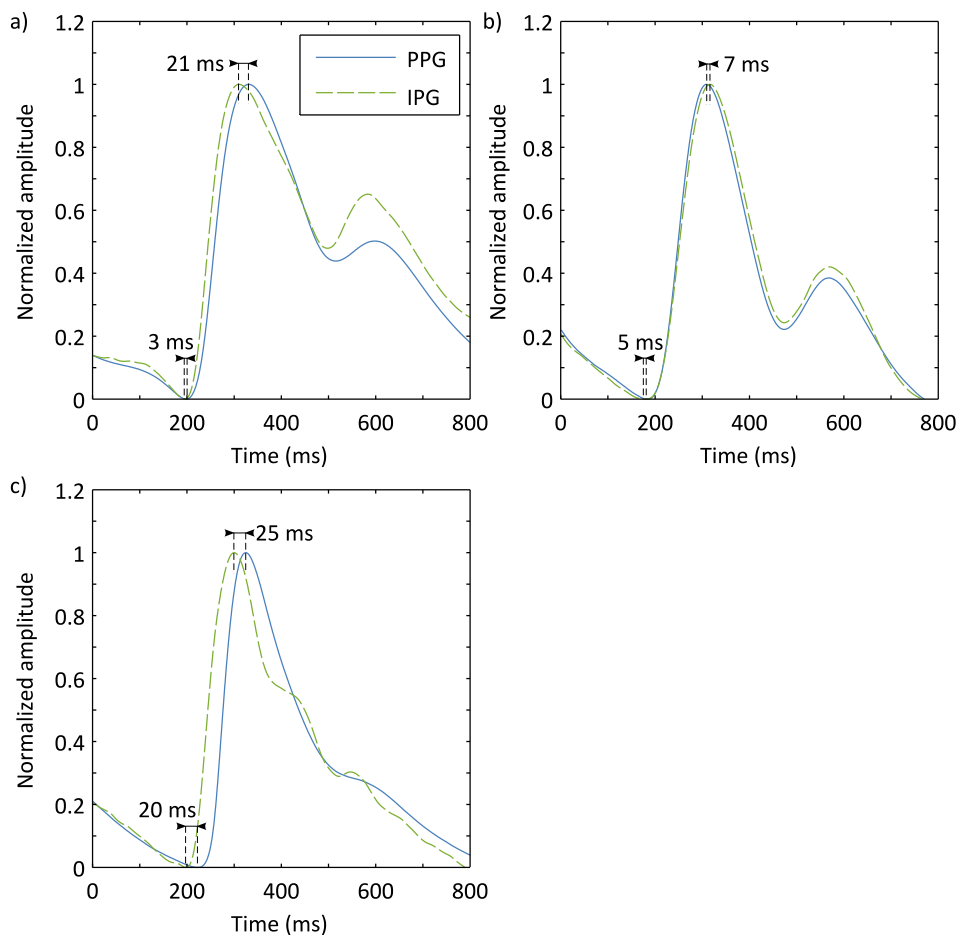 a)
1.2
1
0.8
0.6
0.4
0.2
0
Normalized amplitude
21 ms
3 ms
PPG
IPG
0 200 400 600 800
Time (ms)
b)
1.2
1
0.8
0.6
0.4
0.2
0
Normalized amplitude
7 ms
5 ms
0 200 400 600 800
Time (ms)
c)
1.2
1
0.8
0.6
0.4
0.2
0
Normalized amplitude
25 ms
20 ms
0 200 400 600 800
Time (ms)